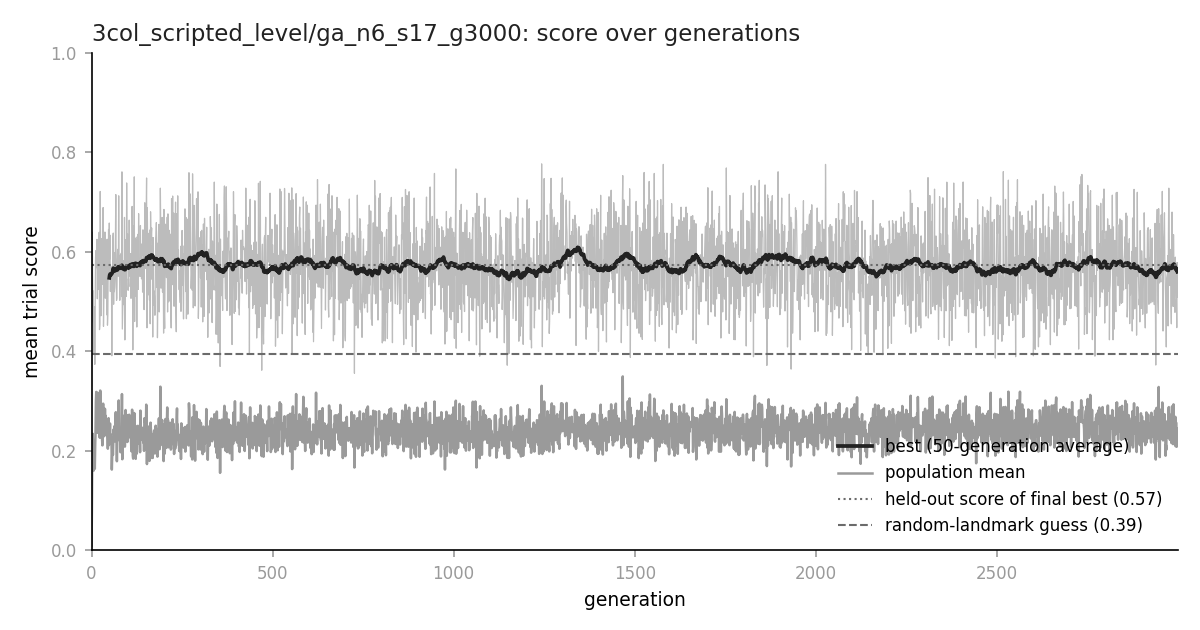 3col_scripted_level/ga_n6_s17_g3000: score over generations
1.0
0.8
0.6
0.4
0.2
0.0
mean trial score
best (50-generation average)
population mean
held-out score of final best (0.57)
random-landmark guess (0.39)
0 500 1000 1500 2000 2500
generation